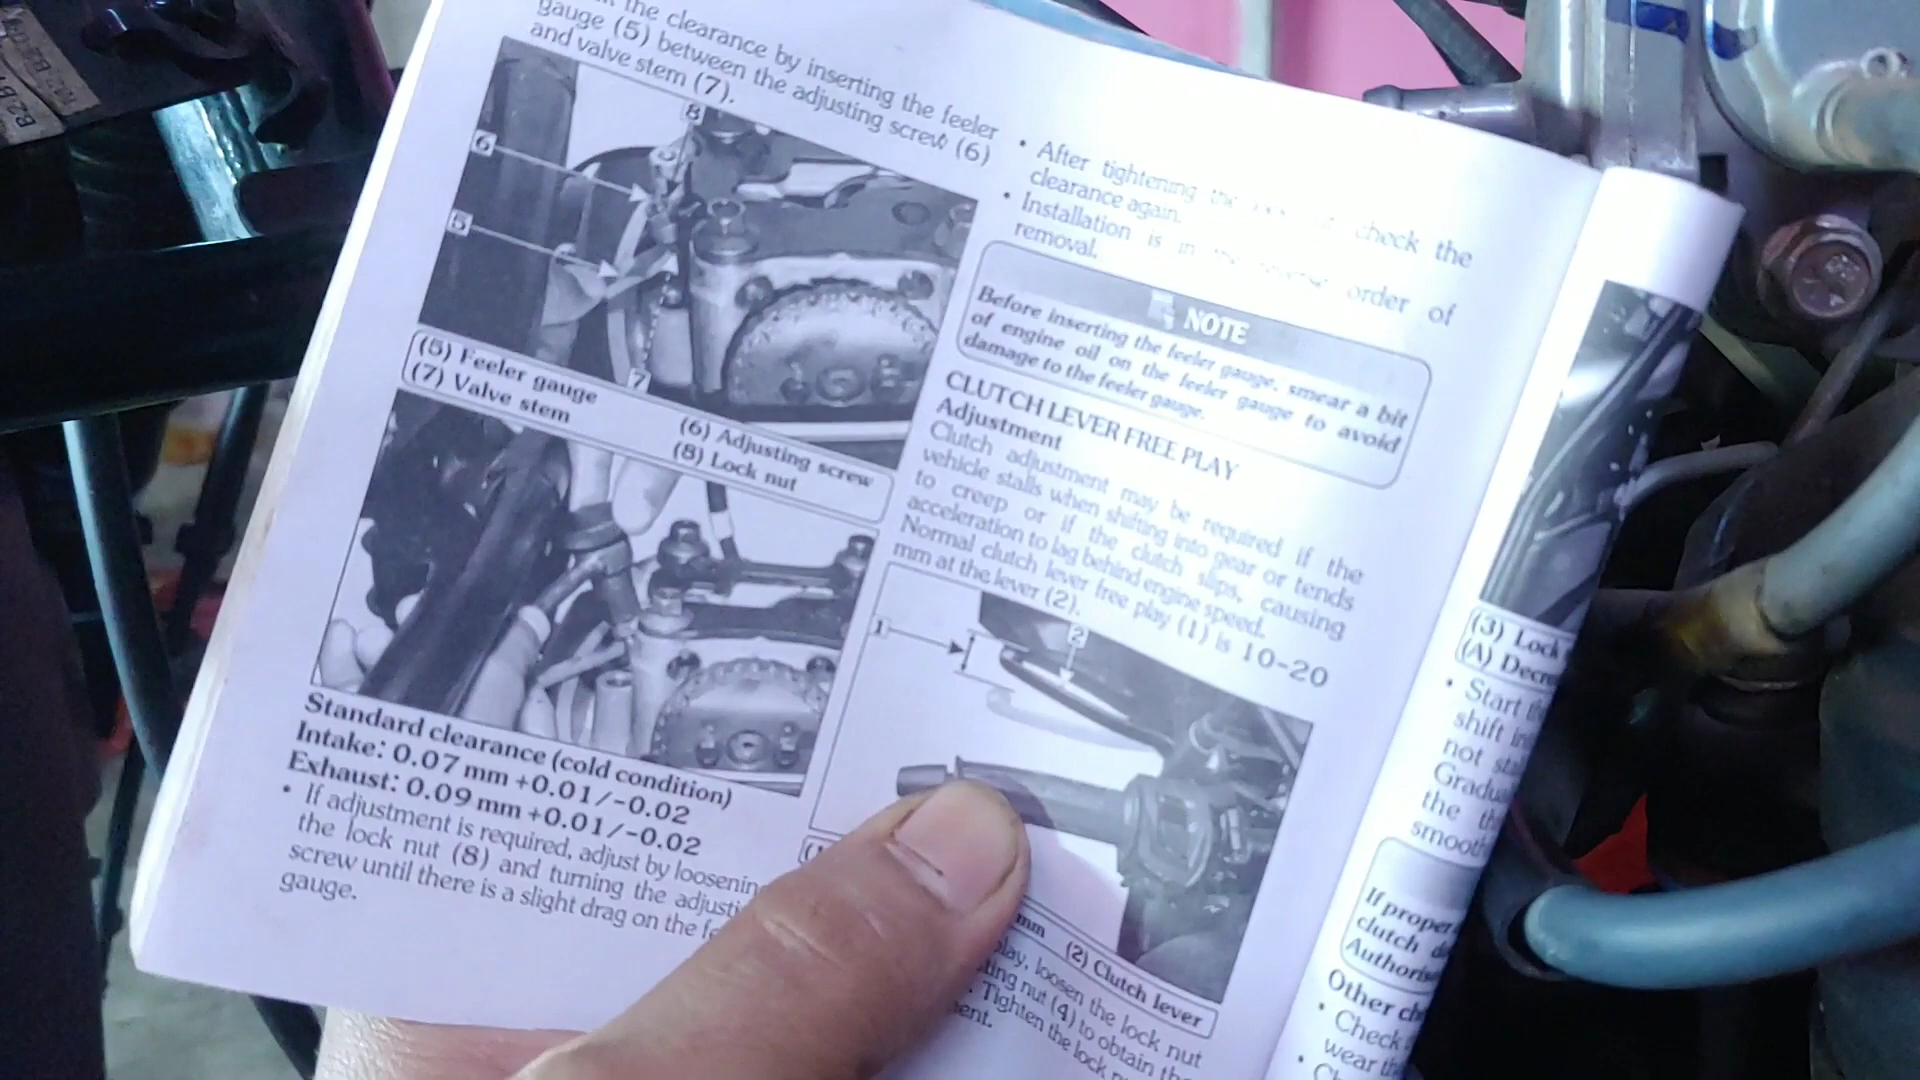 the clearance by inserting the feeler
gauge (5) between the adjusting screw (6)
and valve stem (7).
8
6
5
7
(5) Feeler gauge (6) Adjusting screw
(7) Valve stem (8) Lock nut
Standard clearance (cold condition)
Intake: 0.07 mm +0.01/-0.02
Exhaust: 0.09 mm +0.01/-0.02
• If adjustment is required, adjust by loosening
the lock nut (8) and turning the
screw until there is a slight drag on the
gauge.
• After tightening the check the
clearance again.
• Installation is in the reverse order of
removal.
NOTE
Before inserting the feeler gauge, smear a bit
of engine oil on the feeler gauge to avoid
damage to the feeler gauge.
CLUTCH LEVER FREE PLAY
Adjustment
Clutch adjustment may be required if the
vehicle stalls when shifting into gear or tends
to creep or if the clutch slips, causing
acceleration to lag behind engine speed.
Normal clutch lever free play (1) is 10-20
mm at the lever (2).
1
2
mm (2) Clutch lever
play, loosen the lock nut
nut (4) to obtain the
Tighten the lock
(3) Lock
(A)
• Start
shift
not
the
smooth
If proper
clutch
Other
• Check
wear